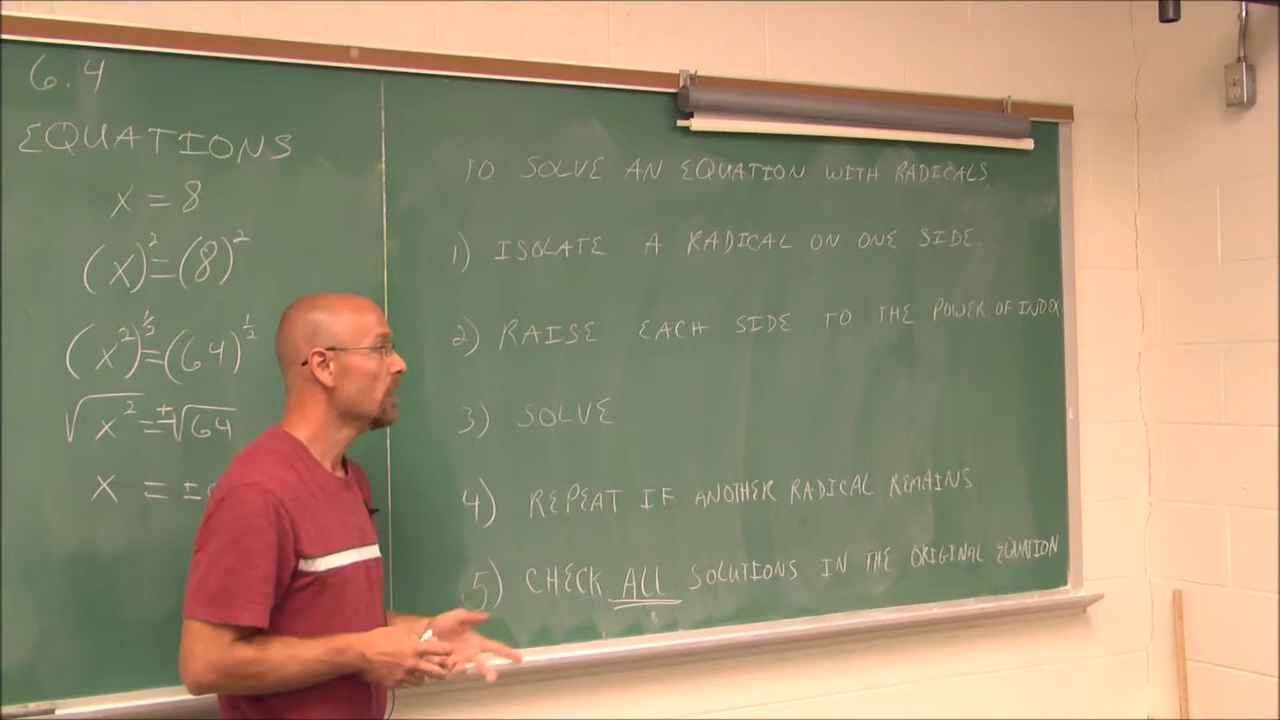 6.4
EQUATIONS
x = 8
(x)² = (8)²
(x²)^½ = (64)^½
√x² = ±√64
x = ±
TO SOLVE AN EQUATION WITH RADICALS
1) ISOLATE A RADICAL ON ONE SIDE.
2) RAISE EACH SIDE TO THE POWER OF INDEX
3) SOLVE
4) REPEAT IF ANOTHER RADICAL REMAINS
5) CHECK ALL SOLUTIONS IN THE ORIGINAL EQUATION